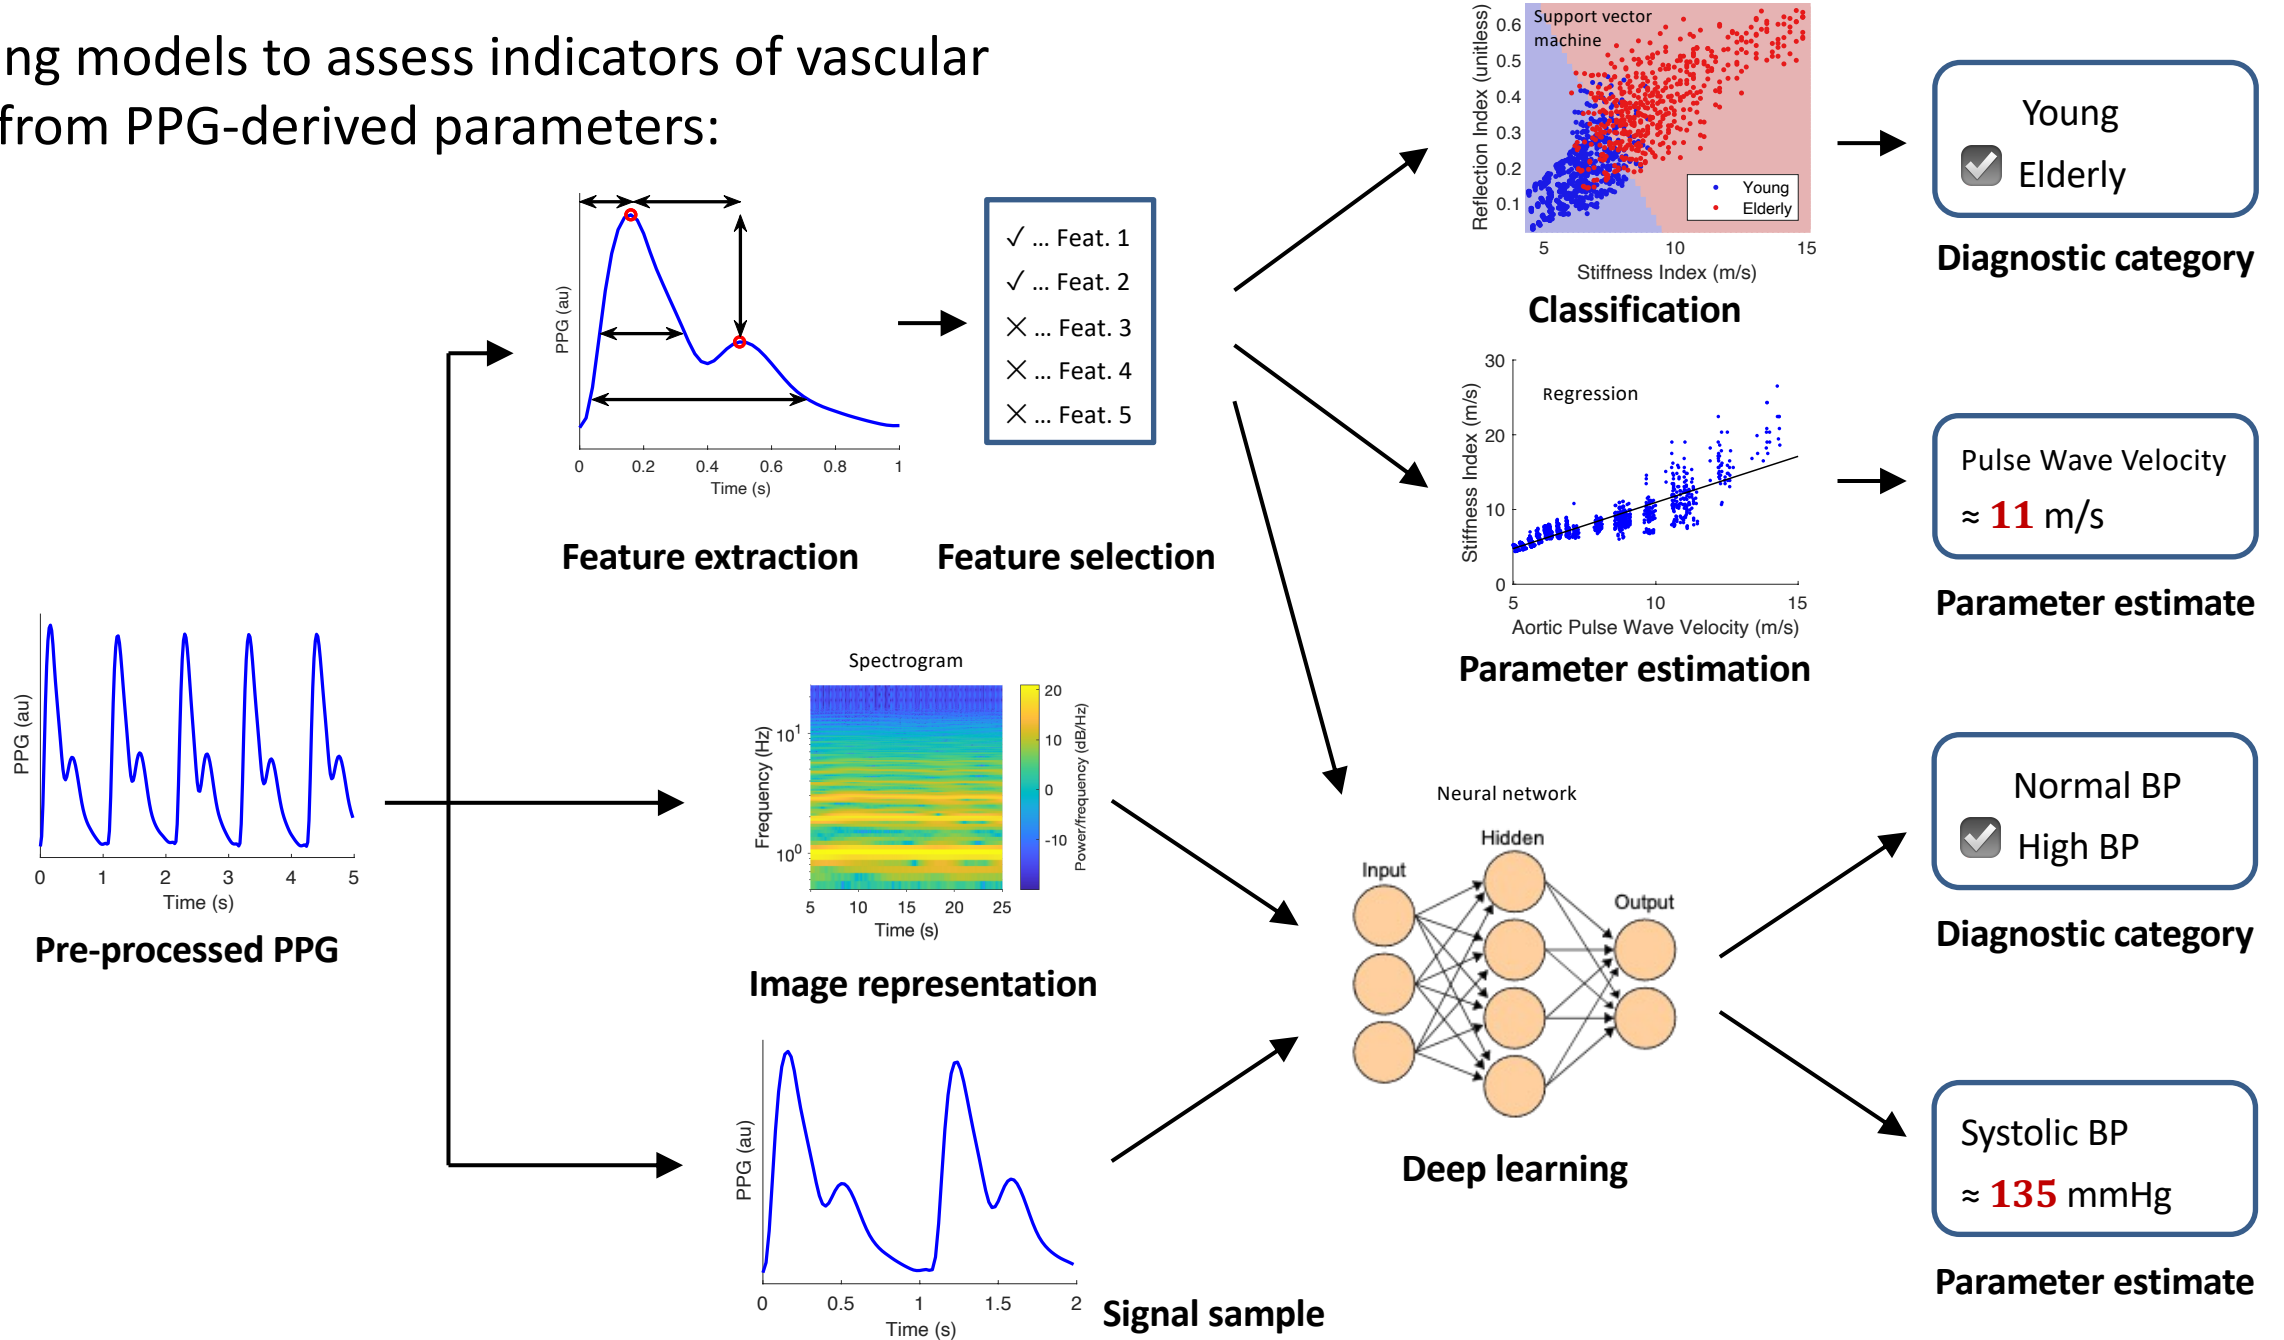 ng models to assess indicators of vascular
from PPG-derived parameters:
PPG (au)
0 1 2 3 4 5
Time (s)
Pre-processed PPG
PPG (au)
0 0.2 0.4 0.6 0.8 1
Time (s)
Feature extraction
✓ ... Feat. 1
✓ ... Feat. 2
✕ ... Feat. 3
✕ ... Feat. 4
✕ ... Feat. 5
Feature selection
Spectrogram
Frequency (Hz)
10¹
10⁰
5 10 15 20 25
Time (s)
20
10
0
-10
Power/frequency (dB/Hz)
Image representation
PPG (au)
0 0.5 1 1.5 2
Time (s)
Signal sample
Support vector
machine
Reflection Index (unitless)
0.6
0.5
0.4
0.3
0.2
0.1
Young
Elderly
5 10 15
Stiffness Index (m/s)
Classification
Regression
Stiffness Index (m/s)
30
20
10
0
5 10 15
Aortic Pulse Wave Velocity (m/s)
Parameter estimation
Neural network
Input
Hidden
Output
Deep learning
Young
Elderly
Diagnostic category
Pulse Wave Velocity
≈ 11 m/s
Parameter estimate
Normal BP
High BP
Diagnostic category
Systolic BP
≈ 135 mmHg
Parameter estimate